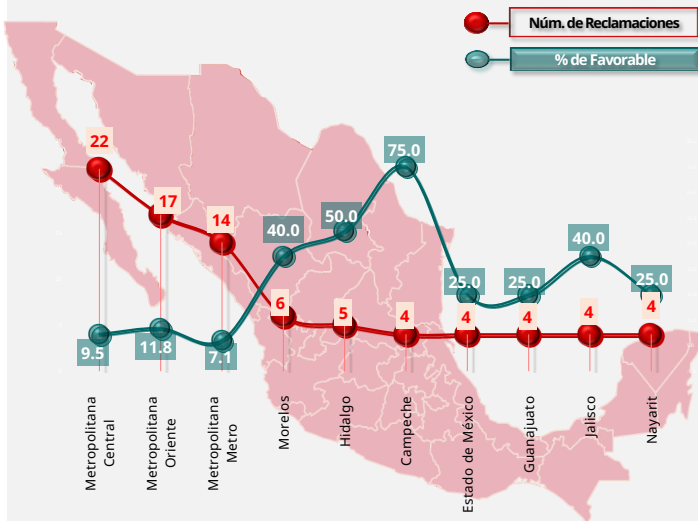 Núm. de Reclamaciones
% de Favorable
22
17
14
6
5
4
4
4
4
4
9.5
11.8
7.1
40.0
50.0
75.0
25.0
25.0
40.0
25.0
Metropolitana
Central
Metropolitana
Oriente
Metropolitana
Metro
Morelos
Hidalgo
Campeche
Estado de México
Guanajuato
Jalisco
Nayarit